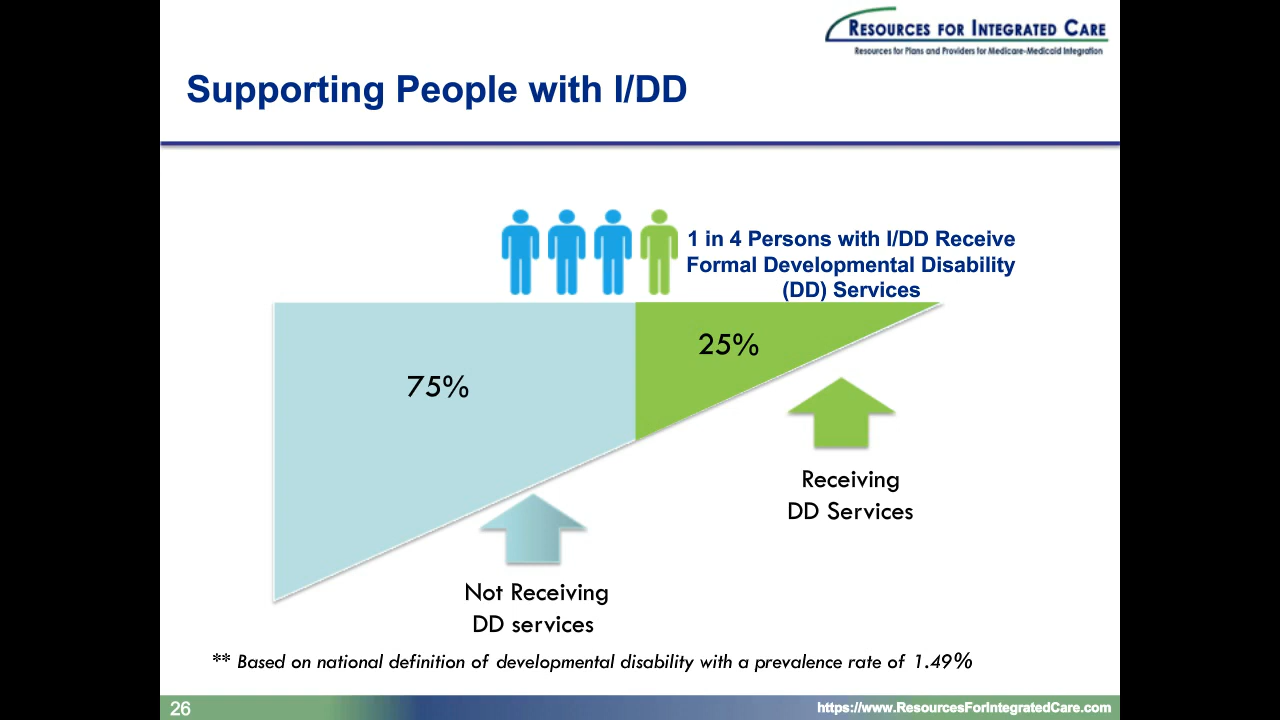 RESOURCES FOR INTEGRATED CARE
Resources for Plans and Providers for Medicare-Medicaid Integration
Supporting People with I/DD
1 in 4 Persons with I/DD Receive
Formal Developmental Disability
(DD) Services
25%
75%
Receiving
DD Services
Not Receiving
DD services
** Based on national definition of developmental disability with a prevalence rate of 1.49%
26
https://www.ResourcesForIntegratedCare.com